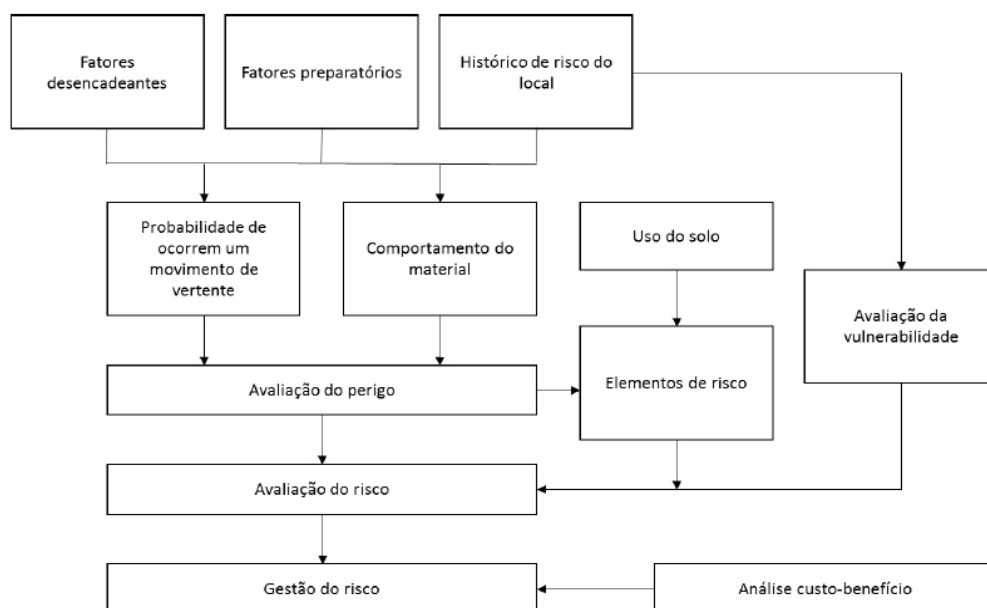 Fatores
desencadeantes
Fatores preparatórios
Histórico de risco do
local
Probabilidade de
ocorrem um
movimento de
vertente
Comportamento do
material
Uso do solo
Avaliação da
vulnerabilidade
Avaliação do perigo
Elementos de risco
Avaliação do risco
Gestão do risco
Análise custo-benefício